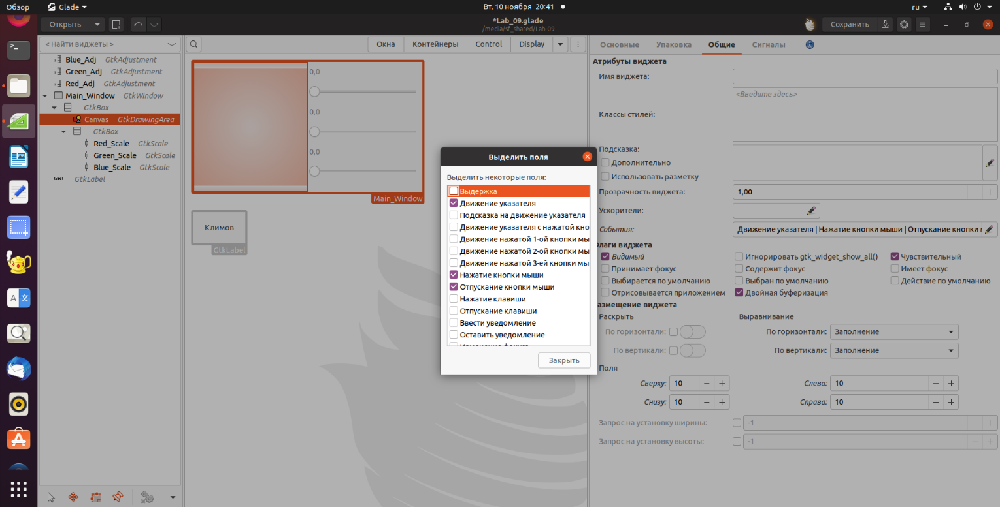 Обзор
Glade
Вт, 10 ноября 20:41
ru
Открыть
*Lab_09.glade
/media/sf_shared/Lab-09
Сохранить
< Найти виджеты >
Окна
Контейнеры
Control
Display
Основные
Упаковка
Общие
Сигналы
Blue_Adj GtkAdjustment
Green_Adj GtkAdjustment
Red_Adj GtkAdjustment
Main_Window GtkWindow
GtkBox
Canvas GtkDrawingArea
GtkBox
Red_Scale GtkScale
Green_Scale GtkScale
Blue_Scale GtkScale
label GtkLabel
0,0
0,0
0,0
Main_Window
Климов
GtkLabel
Выделить поля
Выделить некоторые поля:
Выдержка
Движение указателя
Подсказка на движение указателя
Движение указателя с нажатой кно
Движение нажатой 1-ой кнопки мы
Движение нажатой 2-ой кнопки мы
Движение нажатой 3-ей кнопки мы
Нажатие кнопки мыши
Отпускание кнопки мыши
Нажатие клавиши
Отпускание клавиши
Ввести уведомление
Оставить уведомление
Закрыть
Атрибуты виджета
Имя виджета:
Классы стилей:
<Введите здесь>
Подсказка:
Дополнительно
Использовать разметку
Прозрачность виджета:
1,00
Ускорители:
События:
Движение указателя | Нажатие кнопки мыши | Отпускание кнопки
Флаги виджета
Видимый
Игнорировать gtk_widget_show_all()
Чувствительный
Принимает фокус
Содержит фокус
Имеет фокус
Выбирается по умолчанию
Выбран по умолчанию
Действие по умолчанию
Отрисовывается приложением
Двойная буферизация
Размещение виджета
Раскрыть
Выравнивание
По горизонтали:
По горизонтали:
Заполнение
По вертикали:
По вертикали:
Заполнение
Поля
Сверху:
10
Слева:
10
Снизу:
10
Справа:
10
Запрос на установку ширины:
-1
Запрос на установку высоты:
-1